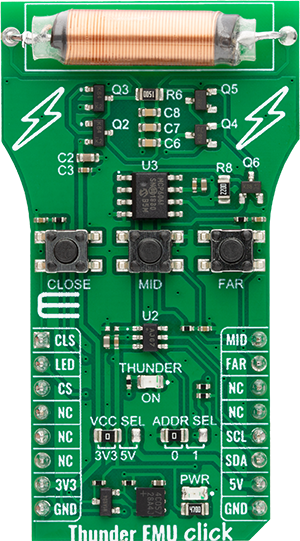 Q3 R6 Q5
C8
Q2 C7 Q4
C6
C2
C3
U3
R8 Q6
CLOSE MID FAR
U2
CLS MID
LED FAR
CS NC
NC NC
NC SCL
NC SDA
3V3 5V
GND GND
THUNDER
ON
VCC SEL ADDR SEL
3V3 5V 0 1
PWR
Thunder EMU click